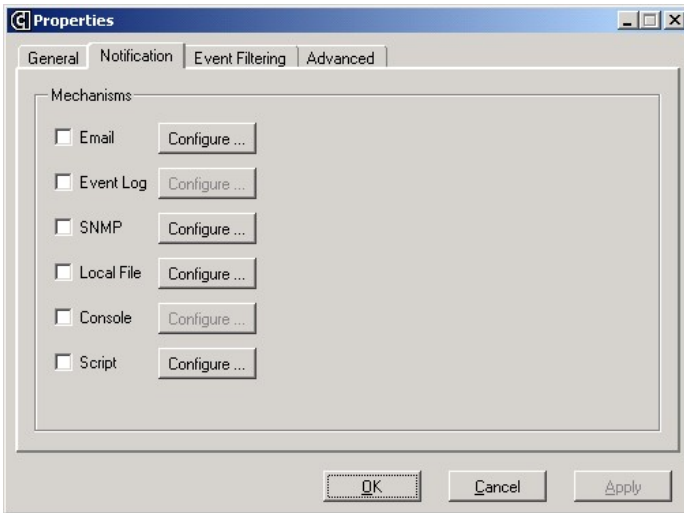 Properties
General Notification Event Filtering Advanced
Mechanisms
Email Configure ...
Event Log Configure ...
SNMP Configure ...
Local File Configure ...
Console Configure ...
Script Configure ...
OK Cancel Apply